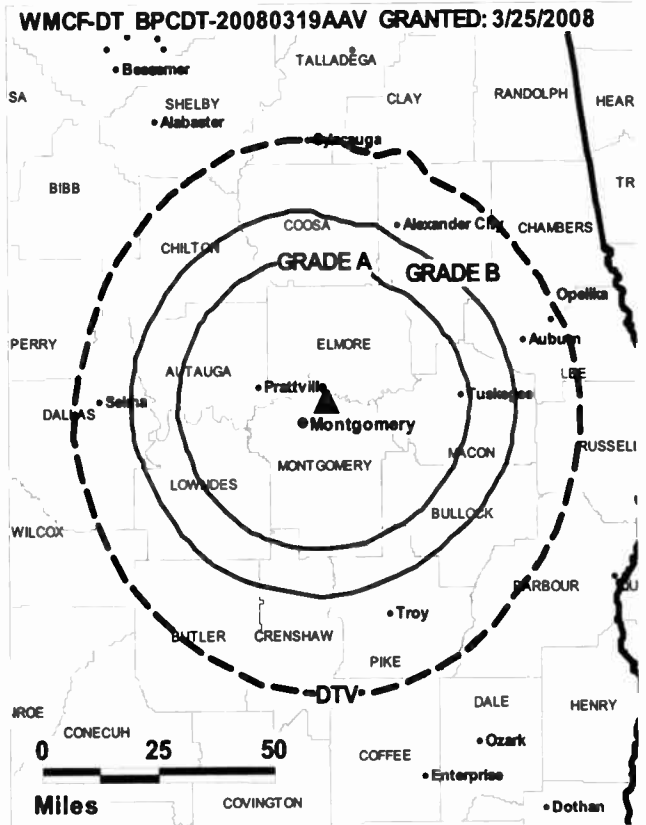 WMCF-DT BPCDT-20080319AAV GRANTED: 3/25/2008
TALLADEGA
Bessemer
SA
SHELBY
CLAY
RANDOLPH
HEAR
Alabaster
Sylacauga
BIBB
TR
COOSA
Alexander City
CHAMBERS
CHILTON
GRADE A
GRADE B
Opelika
PERRY
ELMORE
Auburn
AUTAUGA
LEE
Prattville
Tuskegee
DALLAS
Selma
Montgomery
RUSSELL
MACON
MONTGOMERY
LOWNDES
BULLOCK
WILCOX
BARBOUR
Troy
BUTLER
CRENSHAW
PIKE
DTV
DALE
HENRY
NROE
CONECUH
0 25 50
COFFEE
Ozark
Enterprise
Miles
COVINGTON
Dothan